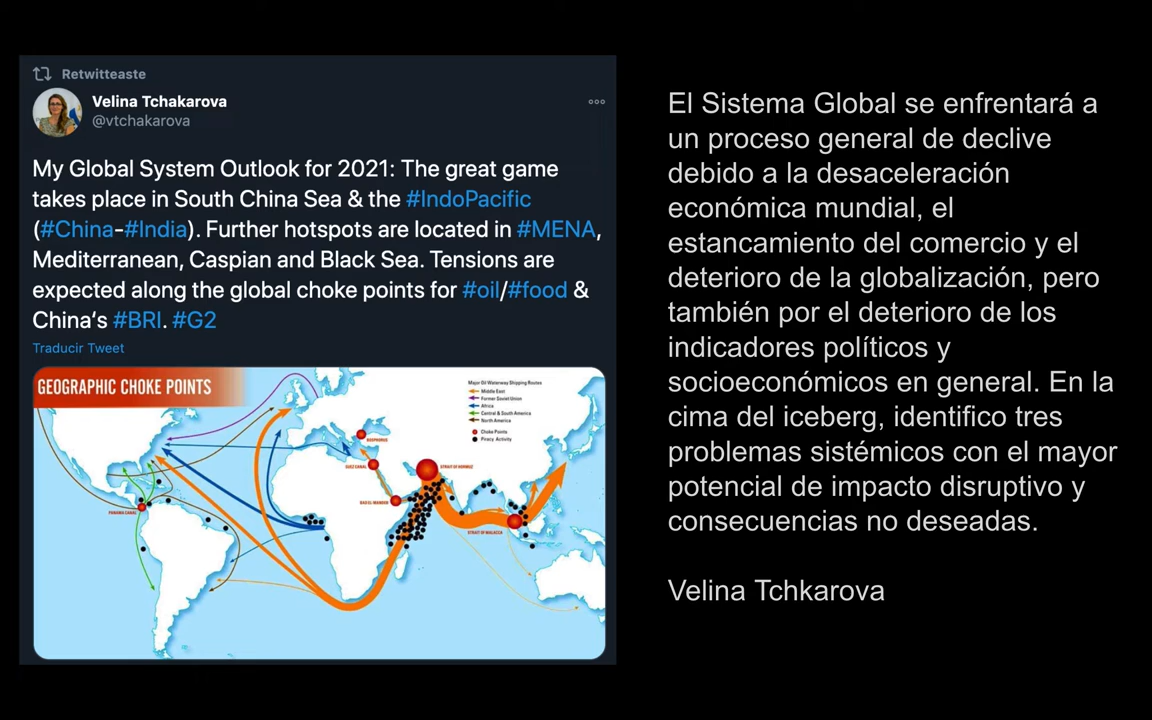 Retwitteaste
Velina Tchakarova
@vtchakarova
My Global System Outlook for 2021: The great game
takes place in South China Sea & the #IndoPacific
(#China-#India). Further hotspots are located in #MENA,
Mediterranean, Caspian and Black Sea. Tensions are
expected along the global choke points for #oil/#food &
China's #BRI. #G2
Traducir Tweet
GEOGRAPHIC CHOKE POINTS
Major Oil Waterway Shipping Routes
Middle East
Former Soviet Union
Africa
Central & South America
North America
Choke Points
Piracy Activity
BOSPHORUS
SUEZ CANAL
STRAIT OF HORMUZ
BAB EL-MANDEB
PANAMA CANAL
STRAIT OF MALACCA
El Sistema Global se enfrentará a
un proceso general de declive
debido a la desaceleración
económica mundial, el
estancamiento del comercio y el
deterioro de la globalización, pero
también por el deterioro de los
indicadores políticos y
socioeconómicos en general. En la
cima del iceberg, identifico tres
problemas sistémicos con el mayor
potencial de impacto disruptivo y
consecuencias no deseadas.
Velina Tchkarova